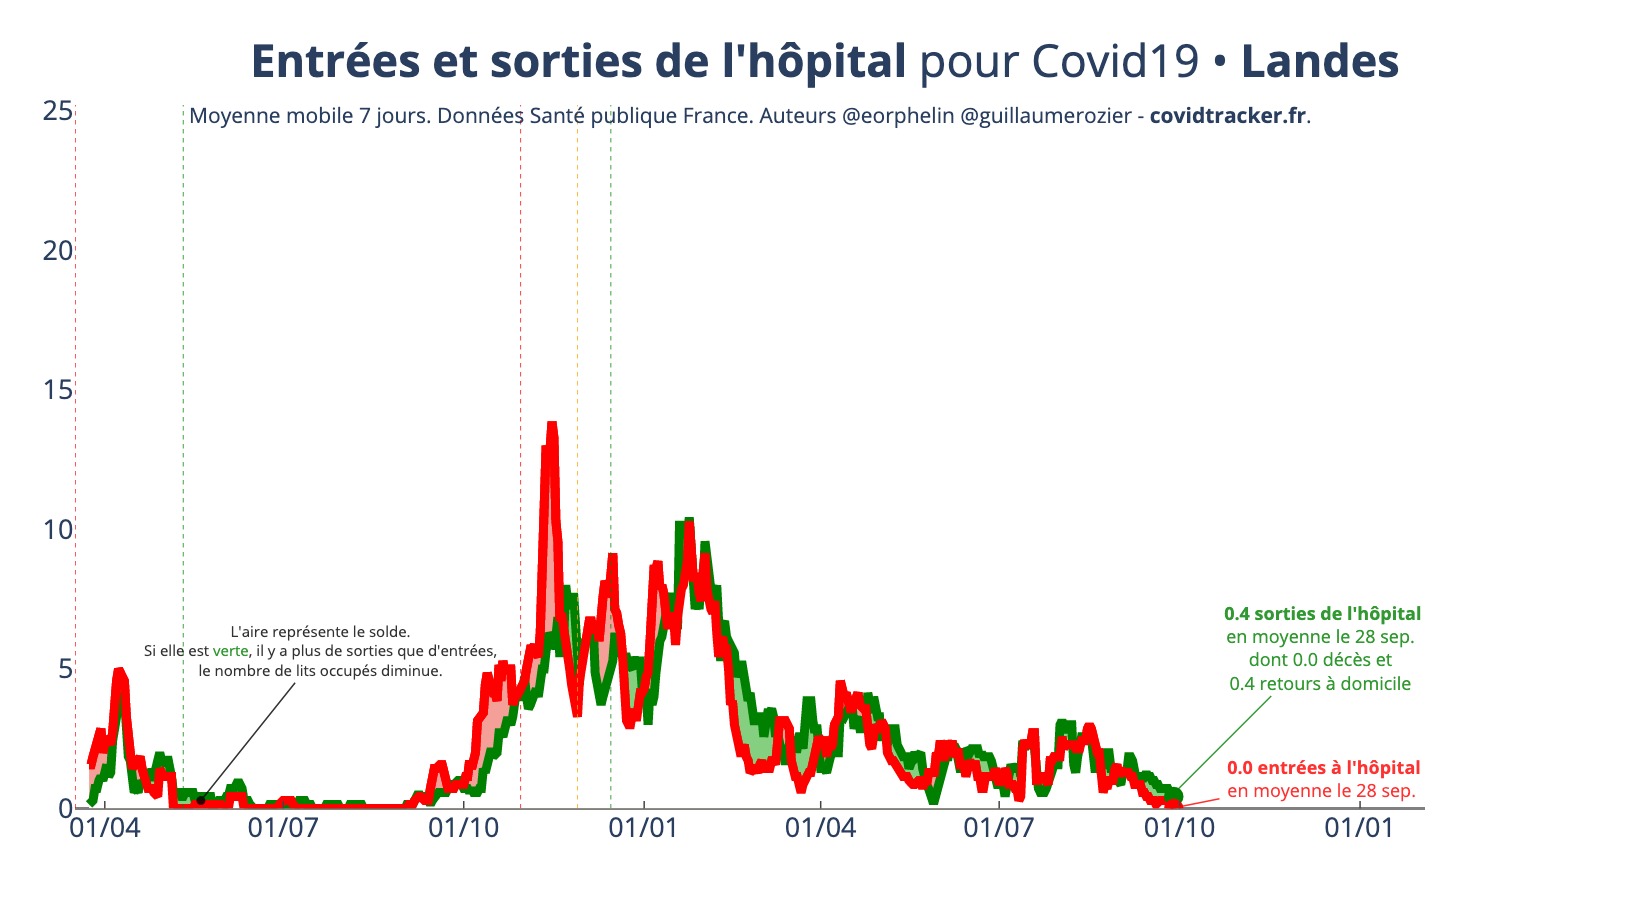 Entrées et sorties de l'hôpital pour Covid19 • Landes
Moyenne mobile 7 jours. Données Santé publique France. Auteurs @eorphelin @guillaumerozier - covidtracker.fr.
25
20
15
10
5
0
L'aire représente le solde.
Si elle est verte, il y a plus de sorties que d'entrées,
le nombre de lits occupés diminue.
0.4 sorties de l'hôpital
en moyenne le 28 sep.
dont 0.0 décès et
0.4 retours à domicile
0.0 entrées à l'hôpital
en moyenne le 28 sep.
01/04 01/07 01/10 01/01 01/04 01/07 01/10 01/01